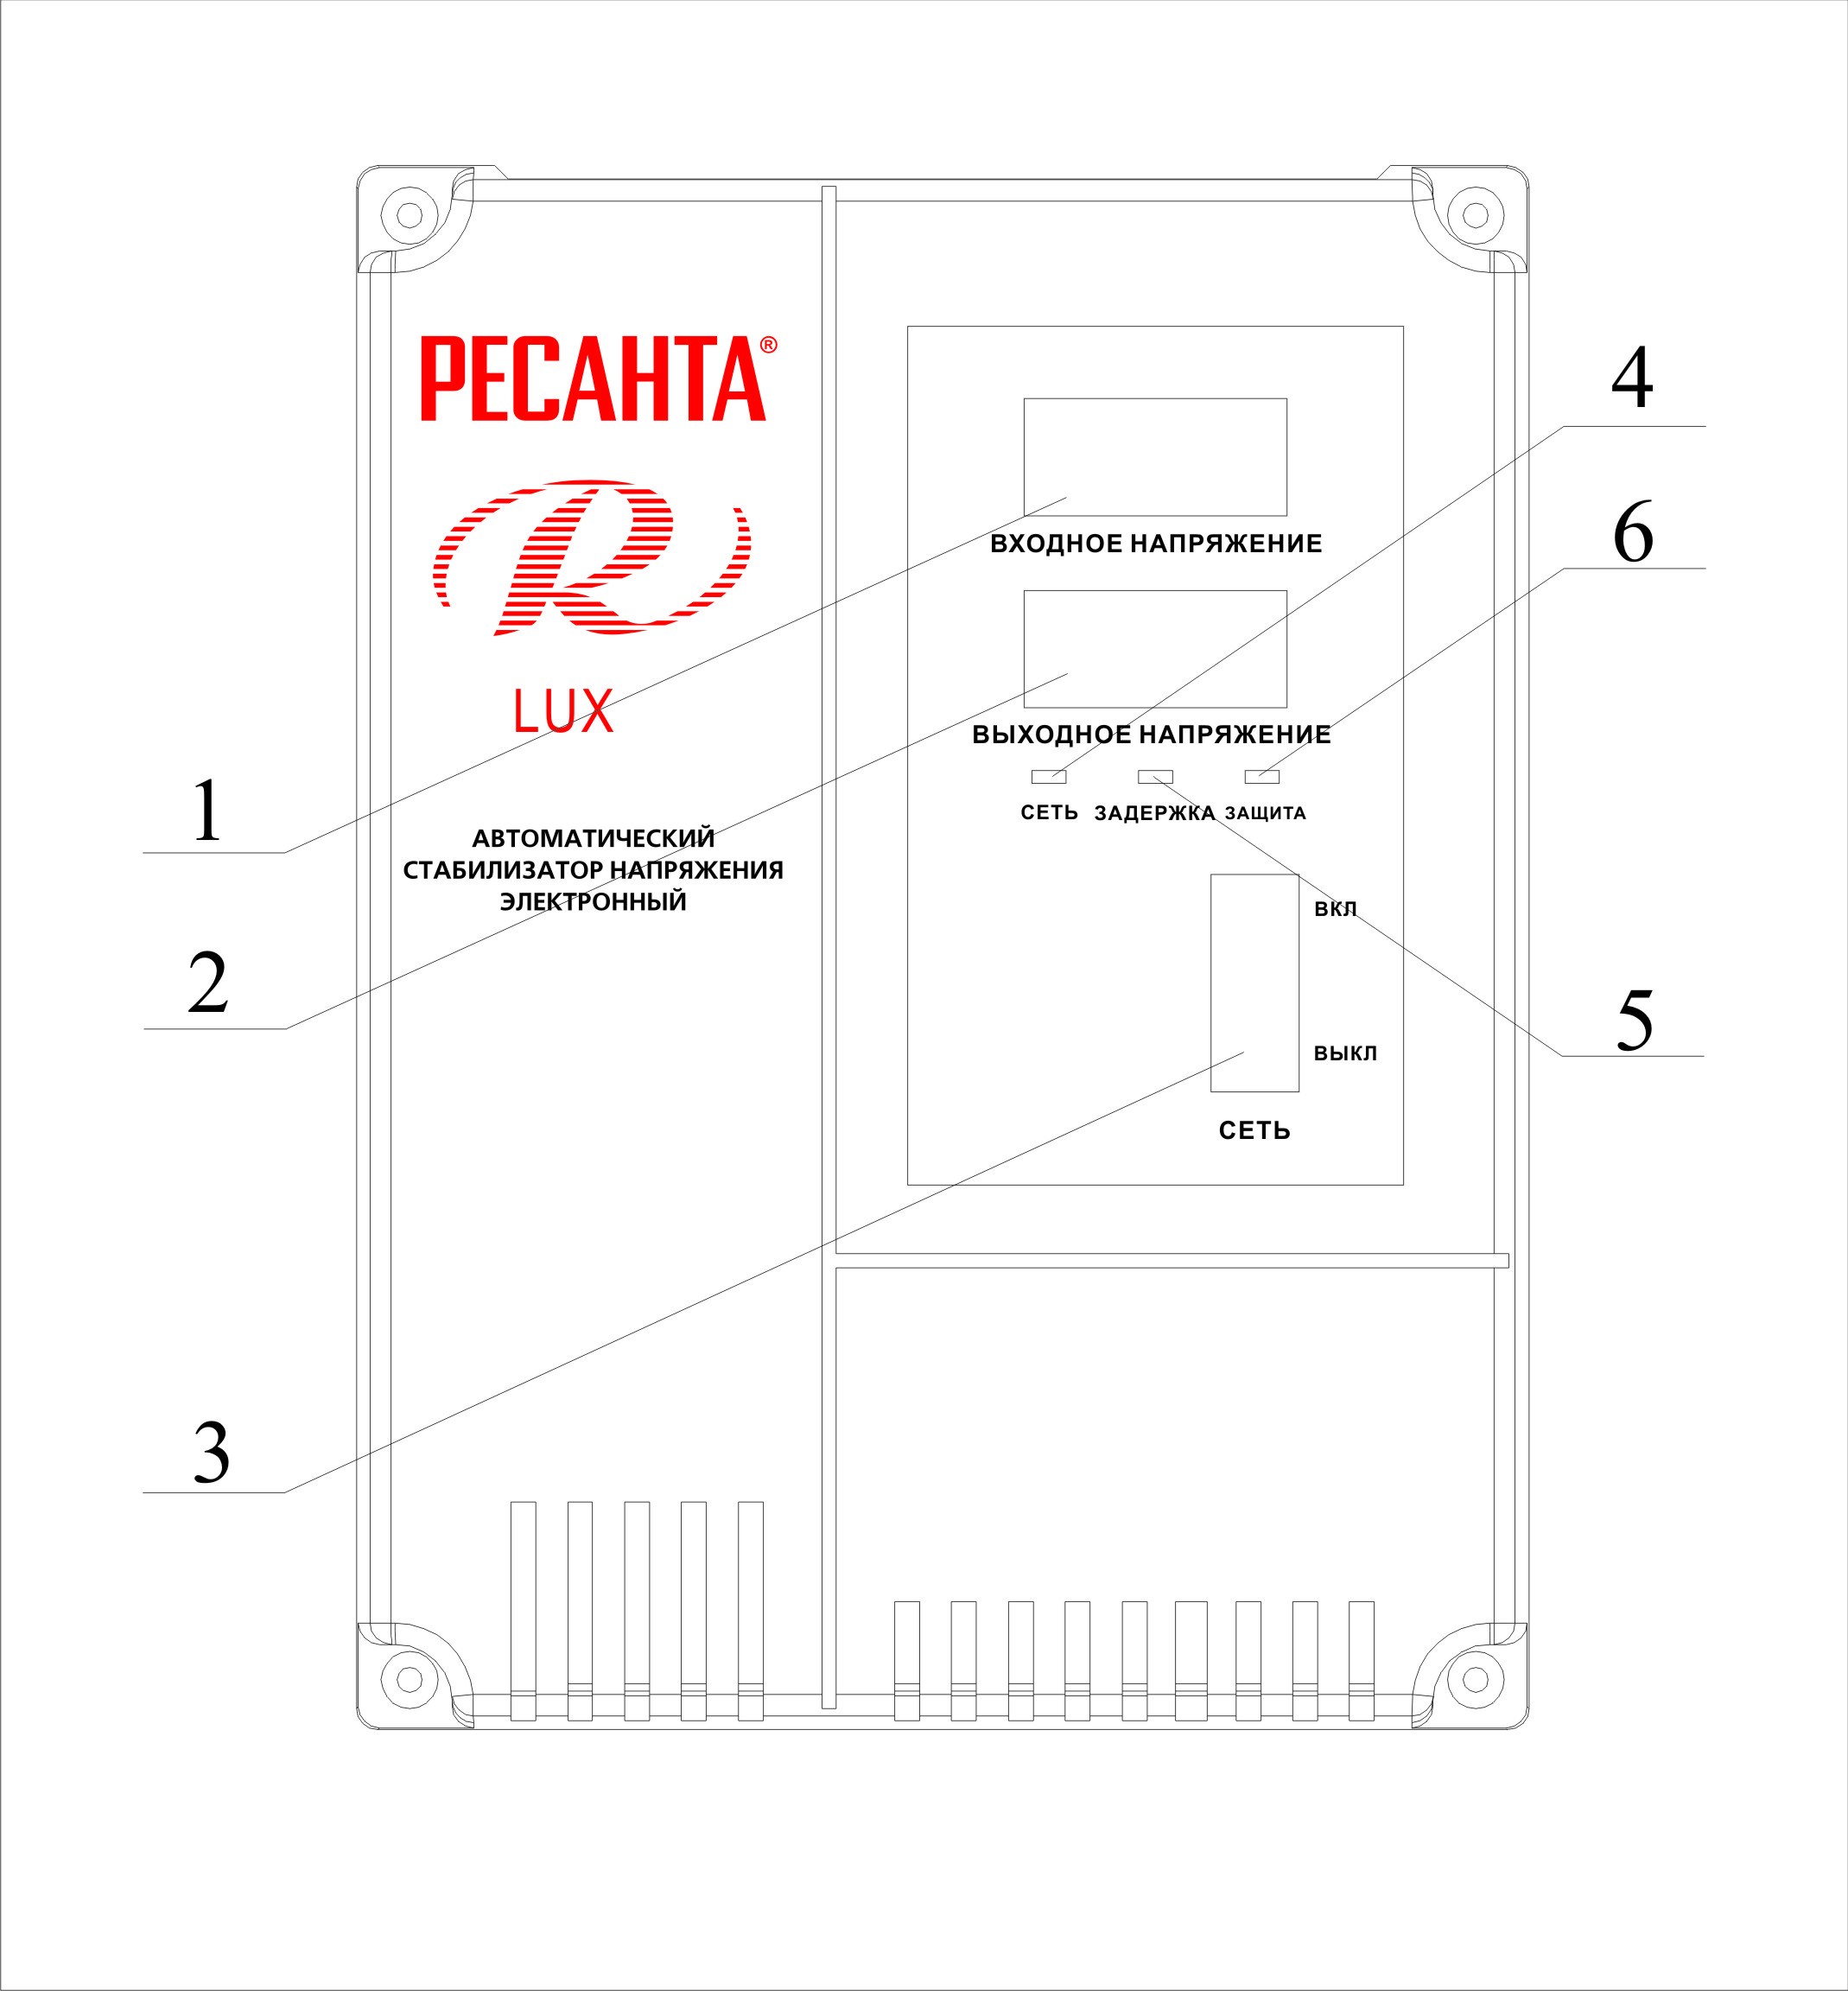 РЕСАНТА®
LUX
АВТОМАТИЧЕСКИЙ
СТАБИЛИЗАТОР НАПРЯЖЕНИЯ
ЭЛЕКТРОННЫЙ
ВХОДНОЕ НАПРЯЖЕНИЕ
ВЫХОДНОЕ НАПРЯЖЕНИЕ
СЕТЬ ЗАДЕРЖКА ЗАЩИТА
ВКЛ
ВЫКЛ
СЕТЬ
1
2
3
4
6
5